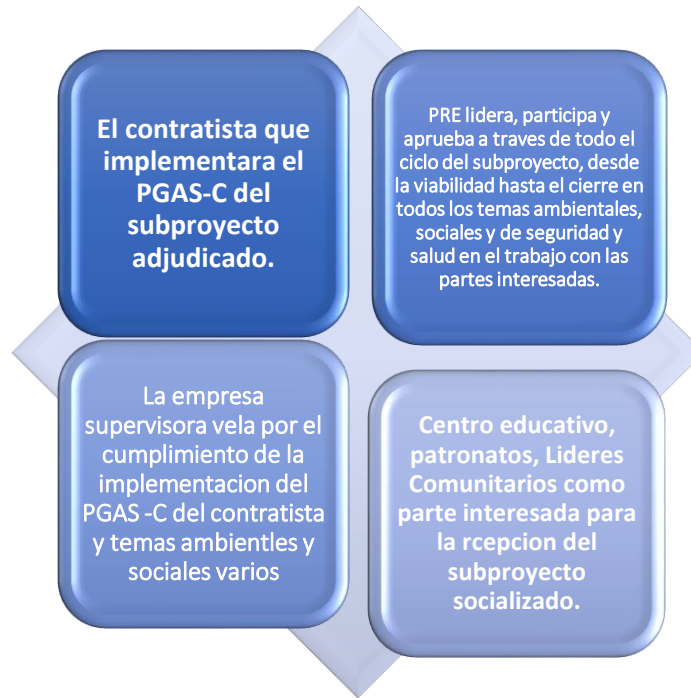 El contratista que
implementara el
PGAS-C del
subproyecto
adjudicado.
PRE lidera, participa y
aprueba a traves de todo el
ciclo del subproyecto, desde
la viabilidad hasta el cierre en
todos los temas ambientales,
sociales y de seguridad y
salud en el trabajo con las
partes interesadas.
La empresa
supervisora vela por el
cumplimiento de la
implementacion del
PGAS -C del contratista
y temas ambientles y
sociales varios
Centro educativo,
patronatos, Lideres
Comunitarios como
parte interesada para
la rcepcion del
subproyecto
socializado.